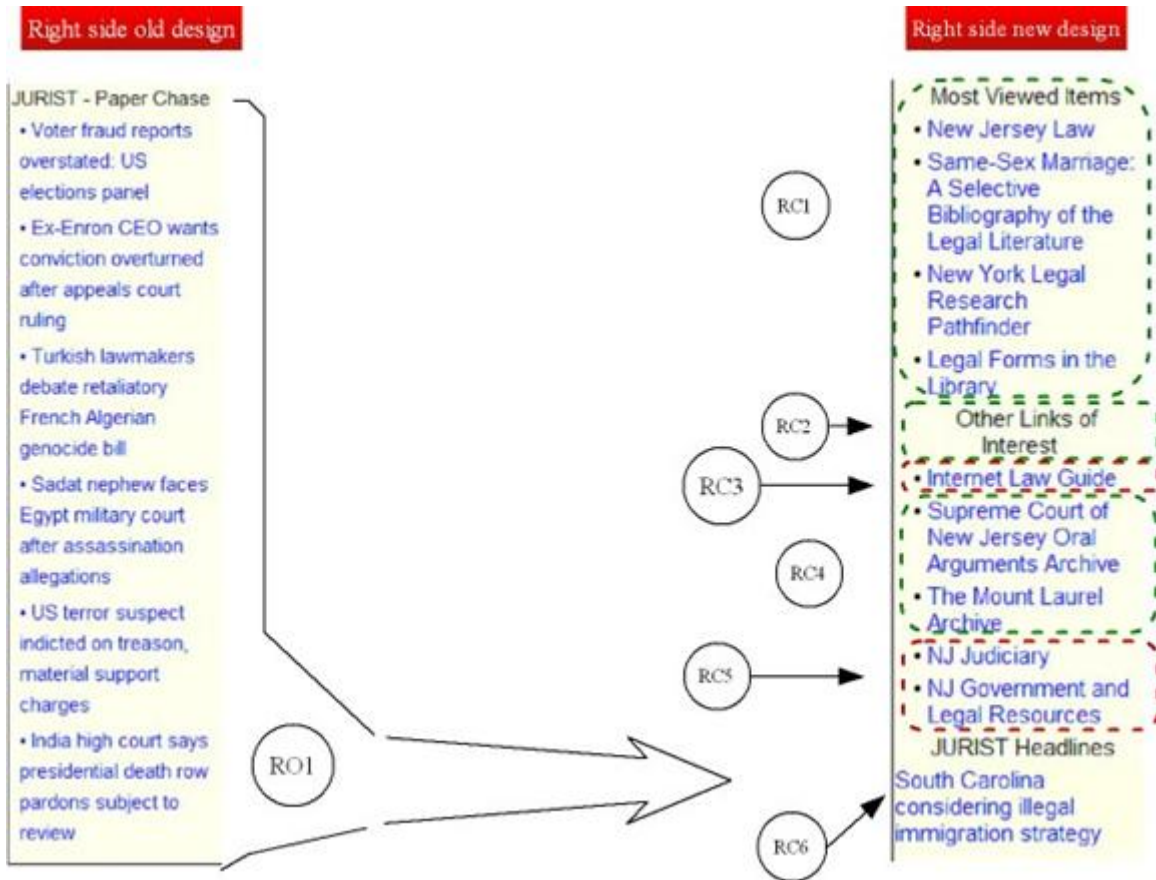 Right side old design
JURIST - Paper Chase
• Voter fraud reports
overstated: US
elections panel
• Ex-Enron CEO wants
conviction overturned
after appeals court
ruling
• Turkish lawmakers
debate retaliatory
French Algerian
genocide bill
• Sadat nephew faces
Egypt military court
after assassination
allegations
• US terror suspect
indicted on treason,
material support
charges
• India high court says
presidential death row
pardons subject to
review
RO1
RC1
RC2
RC3
RC4
RC5
RC6
Right side new design
Most Viewed Items
• New Jersey Law
• Same-Sex Marriage:
A Selective
Bibliography of the
Legal Literature
• New York Legal
Research
Pathfinder
• Legal Forms in the
Library
Other Links of
Interest
• Internet Law Guide
• Supreme Court of
New Jersey Oral
Arguments Archive
• The Mount Laurel
Archive
• NJ Judiciary
• NJ Government and
Legal Resources
JURIST Headlines
South Carolina
considering illegal
immigration strategy